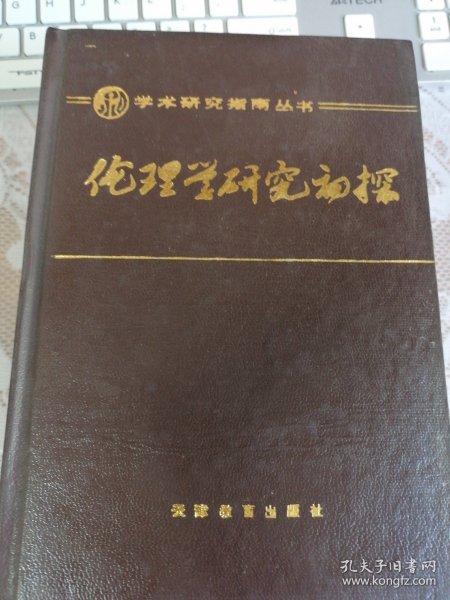 A4TECH
学术研究指南丛书
伦理学研究初探
天津教育出版社
孔夫子旧书网
www.kongfz.com